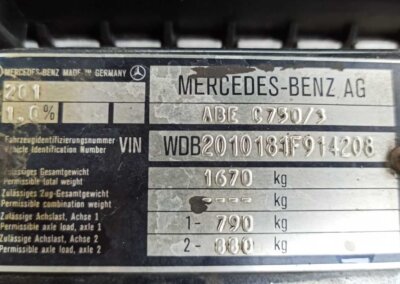 MERCEDES-BENZ MADE IN GERMANY
MERCEDES-BENZ AG
201
1,6%
ABE C790/3
Fahrzeugidentifizierungsnummer
Vehicle Identification Number
VIN
WDB2010181F914208
Zulässiges Gesamtgewicht
Permissible total weight
1670 kg
Zulässiges Zug-Gesamtgewicht
Permissible combination weight
---- kg
Zulässige Achslast, Achse 1
Permissible axle load, axle 1
1- 790 kg
Zulässige Achslast, Achse 2
Permissible axle load, axle 2
2- 880 kg